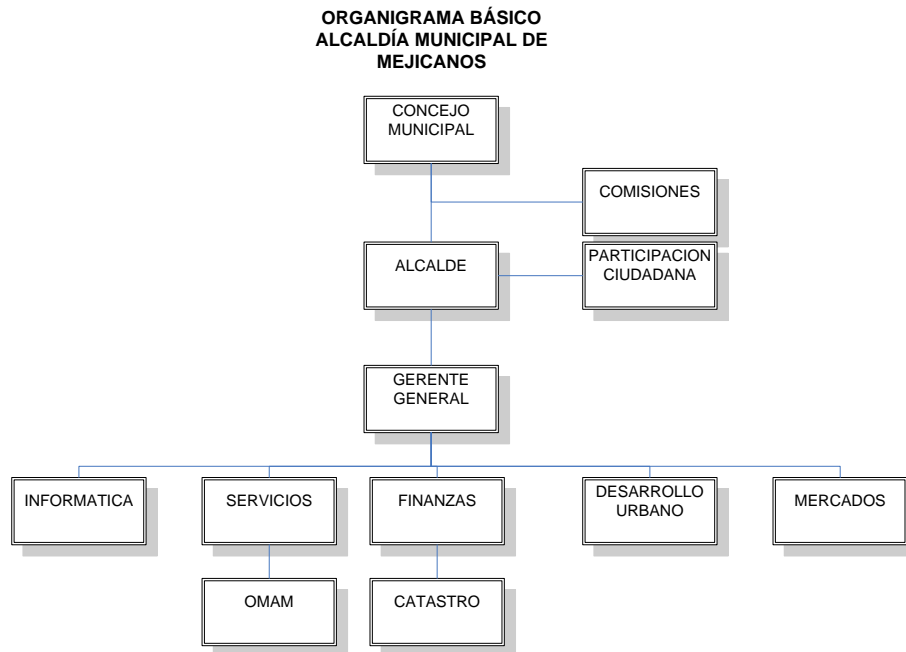 ORGANIGRAMA BÁSICO
ALCALDÍA MUNICIPAL DE
MEJICANOS
CONCEJO
MUNICIPAL
COMISIONES
ALCALDE
PARTICIPACION
CIUDADANA
GERENTE
GENERAL
INFORMATICA
SERVICIOS
FINANZAS
DESARROLLO
URBANO
MERCADOS
OMAM
CATASTRO